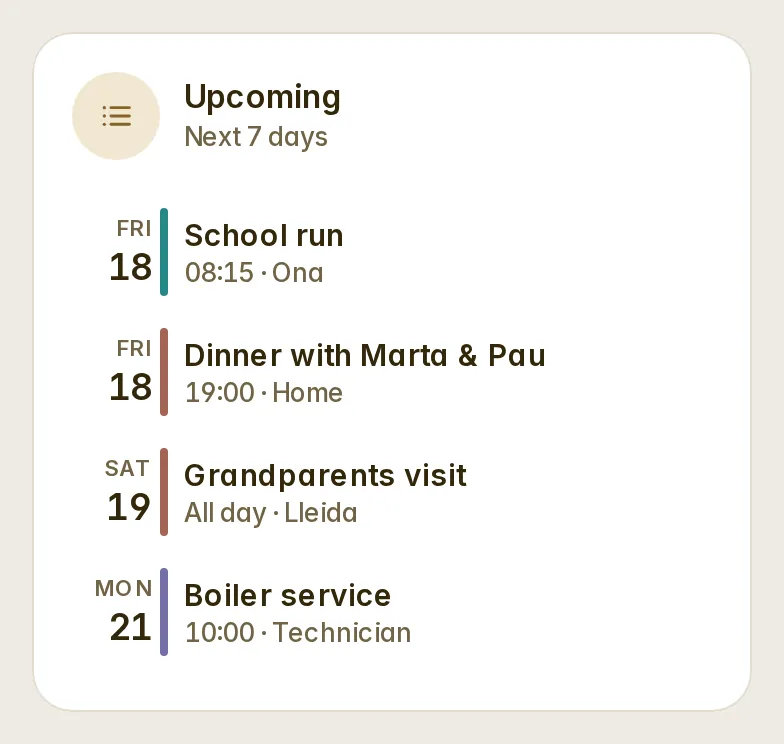 Upcoming
Next 7 days
FRI
18
School run
08:15 · Ona
FRI
18
Dinner with Marta & Pau
19:00 · Home
SAT
19
Grandparents visit
All day · Lleida
MON
21
Boiler service
10:00 · Technician